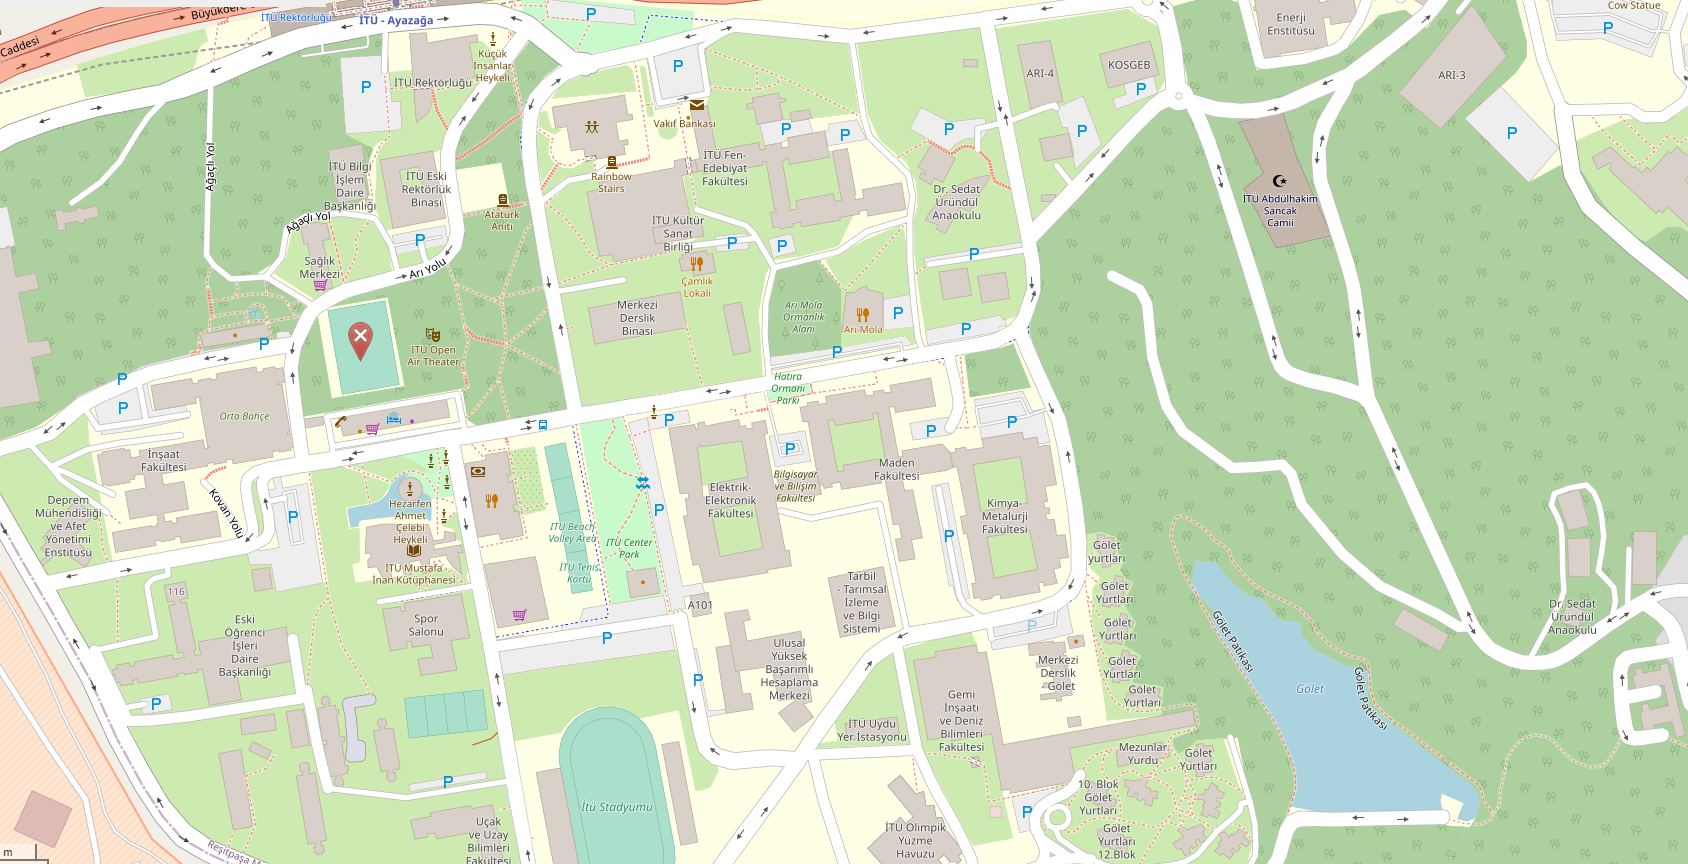 İTÜ Rektörlüğü
Büyükdere
Caddesi
İTÜ - Ayazağa
P
Küçük
İnsanlar
Heykeli
İTÜ Rektörlüğü
P
P
Vakıf Bankası
Enerji
Enstitüsü
Cow Statue
P
ARI-4
KOSGEB
P
ARI-3
P
Ağaçlı Yol
İTÜ Bilgi
İşlem
Daire
Başkanlığı
İTÜ Eski
Rektörlük
Binası
Atatürk
Anıtı
Rainbow
Stairs
İTÜ Fen-
Edebiyat
Fakültesi
P
P
P
P
Dr. Sedat
Üründül
Anaokulu
İTÜ Abdülhakim
Sancak
Camii
Ağaçlı Yol
P
İTÜ Kültür
Sanat
Birliği
P
P
P
Sağlık
Merkezi
Arı Yolu
Çamlık
Lokali
Merkezi
Derslik
Binası
Arı Mola
Ormanlık
Alanı
Arı Mola
P
P
P
İTÜ Open
Air Theater
P
P
P
Orta Bahçe
Hatıra
Ormanı
Parkı
P
P
P
P
İnşaat
Fakültesi
Kovan Yolu
Deprem
Mühendisliği
ve Afet
Yönetimi
Enstitüsü
P
Hezarfen
Ahmet
Çelebi
Heykeli
İTÜ Mustafa
İnan Kütüphanesi
İTÜ Beach
Volley Area
İTÜ Tenis
Kortu
İTÜ Center
Park
P
Elektrik-
Elektronik
Fakültesi
Bilgisayar
ve Bilişim
Fakültesi
Maden
Fakültesi
Kimya-
Metalurji
Fakültesi
P
Gölet
yurtları
Gölet
Yurtları
Gölet
Yurtları
Gölet
Yurtları
Gölet
Yurtları
116
Eski
Öğrenci
İşleri
Daire
Başkanlığı
Spor
Salonu
A101
P
P
P
Tarbil
- Tarımsal
İzleme
ve Bilgi
Sistemi
Ulusal
Yüksek
Başarımlı
Hesaplama
Merkezi
P
Merkezi
Derslik
- Gölet
Gemi
İnşaatı
ve Deniz
Bilimleri
Fakültesi
İTÜ Uydu
Yer İstasyonu
Gölet Patikası
Gölet
Gölet Patikası
Dr. Sedat
Üründül
Anaokulu
P
P
İtü Stadyumu
Uçak
ve Uzay
Bilimleri
Fakültesi
İTÜ Olimpik
Yüzme
Havuzu
P
Mezunlar
Yurdu
Gölet
Yurtları
10. Blok
Gölet
Yurtları
Gölet
Yurtları
12.Blok
Reşitpaşa M
m